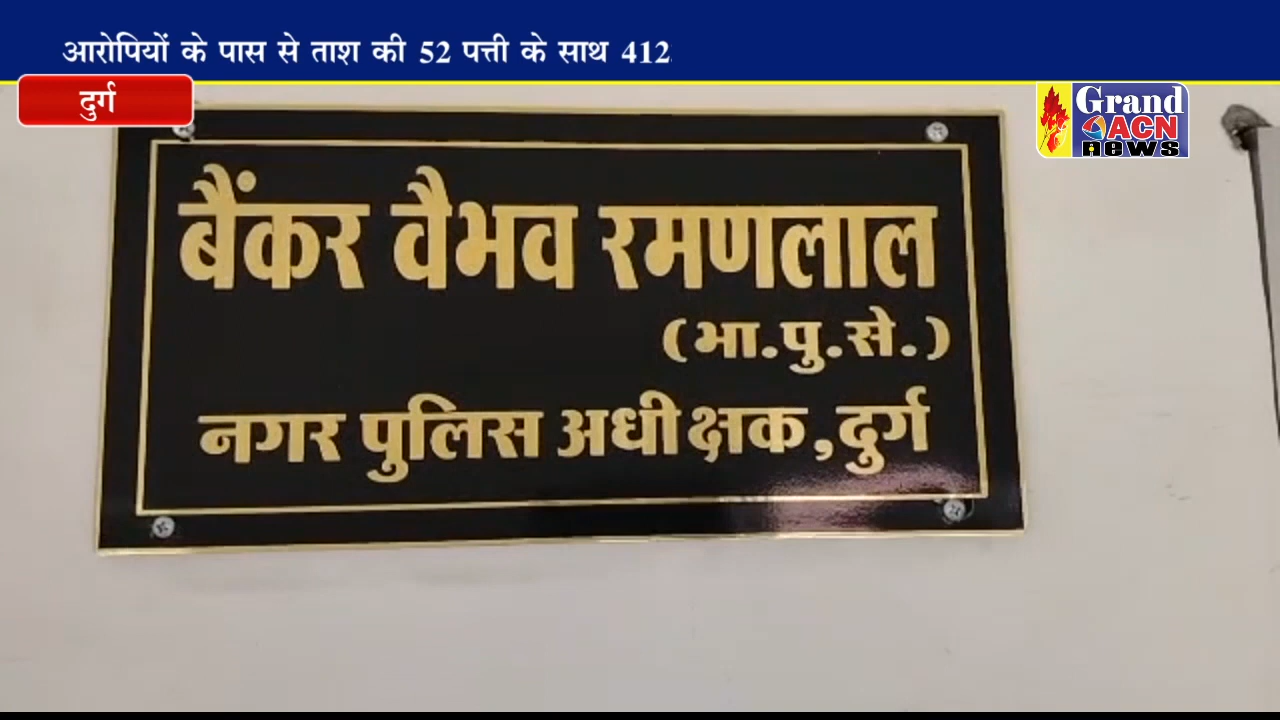 आरोपियों के पास से ताश की 52 पत्ती के साथ 412
दुर्ग
Grand
ACN
news
बैंकर वैभव रमणलाल
(भा.पु.से.)
नगर पुलिस अधीक्षक,दुर्ग